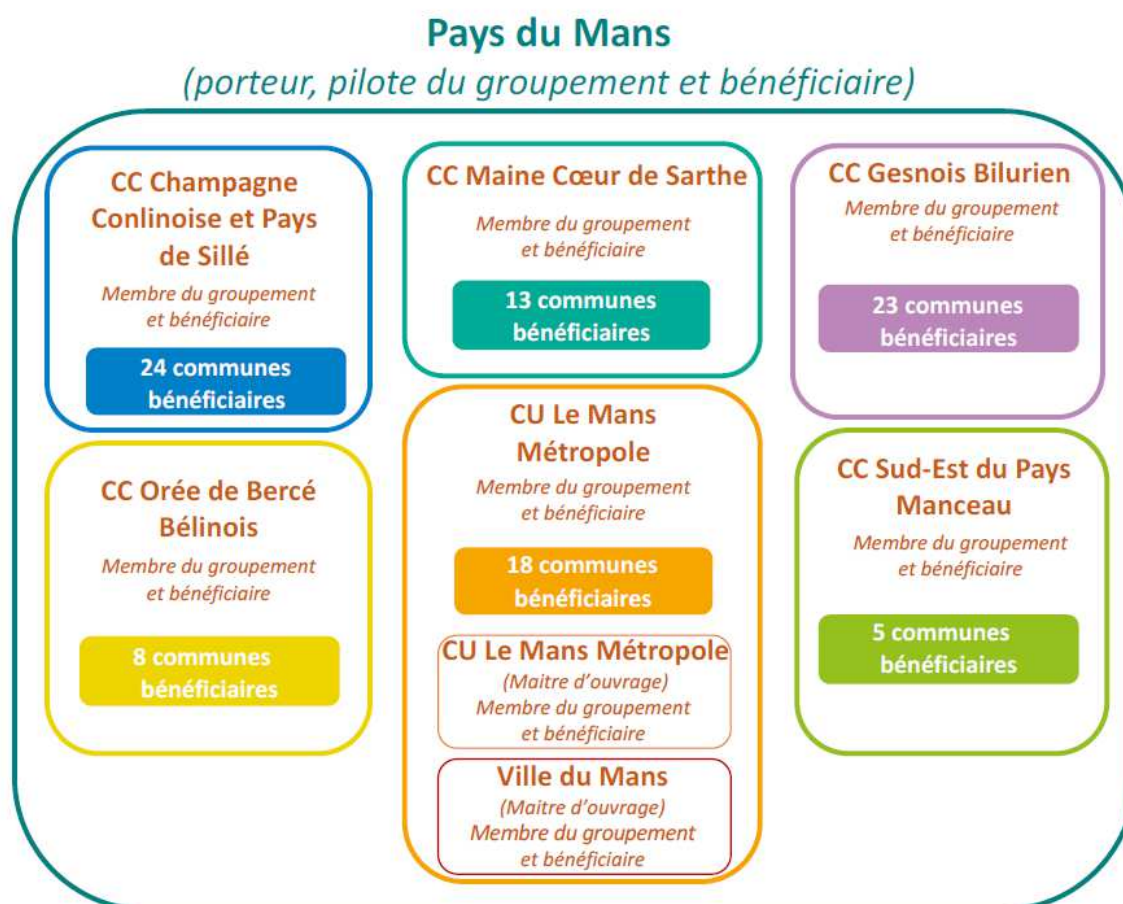 Pays du Mans
(porteur, pilote du groupement et bénéficiaire)
CC Champagne
Conlinoise et Pays
de Sillé
Membre du groupement
et bénéficiaire
24 communes
bénéficiaires
CC Maine Cœur de Sarthe
Membre du groupement
et bénéficiaire
13 communes
bénéficiaires
CC Gesnois Bilurien
Membre du groupement
et bénéficiaire
23 communes
bénéficiaires
CC Orée de Bercé
Bélinois
Membre du groupement
et bénéficiaire
8 communes
bénéficiaires
CU Le Mans
Métropole
Membre du groupement
et bénéficiaire
18 communes
bénéficiaires
CU Le Mans Métropole
(Maitre d'ouvrage)
Membre du groupement
et bénéficiaire
Ville du Mans
(Maitre d'ouvrage)
Membre du groupement
et bénéficiaire
CC Sud-Est du Pays
Manceau
Membre du groupement
et bénéficiaire
5 communes
bénéficiaires